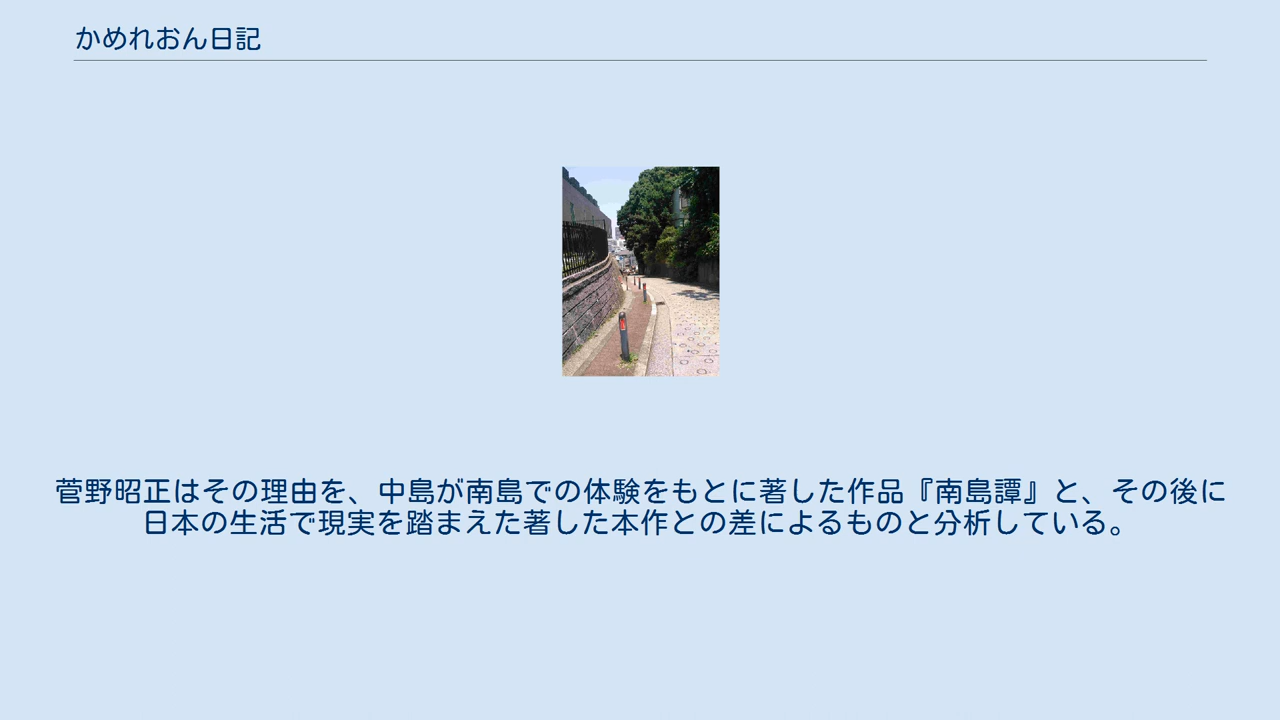 かめれおん日記
菅野昭正はその理由を、中島が南島での体験をもとに著した作品『南島譚』と、その後に
日本の生活で現実を踏まえた著した本作との差によるものと分析している。